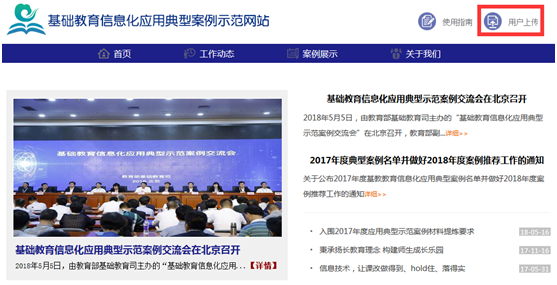 基础教育信息化应用典型案例示范网站
使用指南
用户上传
首页
工作动态
案例展示
关于我们
基础教育信息化应用典型示范案例交流会
教育部基础教育司
基础教育信息化应用典型示范案例交流会在北京召开
2018年5月5日，由教育部基础教育司主办的“基础教育信息化应用... 【详情】
基础教育信息化应用典型示范案例交流会在北京召开
2018年5月5日，由教育部基础教育司主办的“基础教育信息化应用典型
示范案例交流会”在北京召开，教育部副...详细>>
2017年度典型案例名单并做好2018年度案例推荐工作的通知
关于公布2017年度基数教育信息化应用典型案例名单并做好2018年度案
例推荐工作的通知详细>>
入围2017年度应用典型示范案例材料提炼要求 18-05-16
秉承扬长教育理念 构建师生成长乐园 17-11-16
信息技术，让课改做得到、hold住、落得实 17-05-31